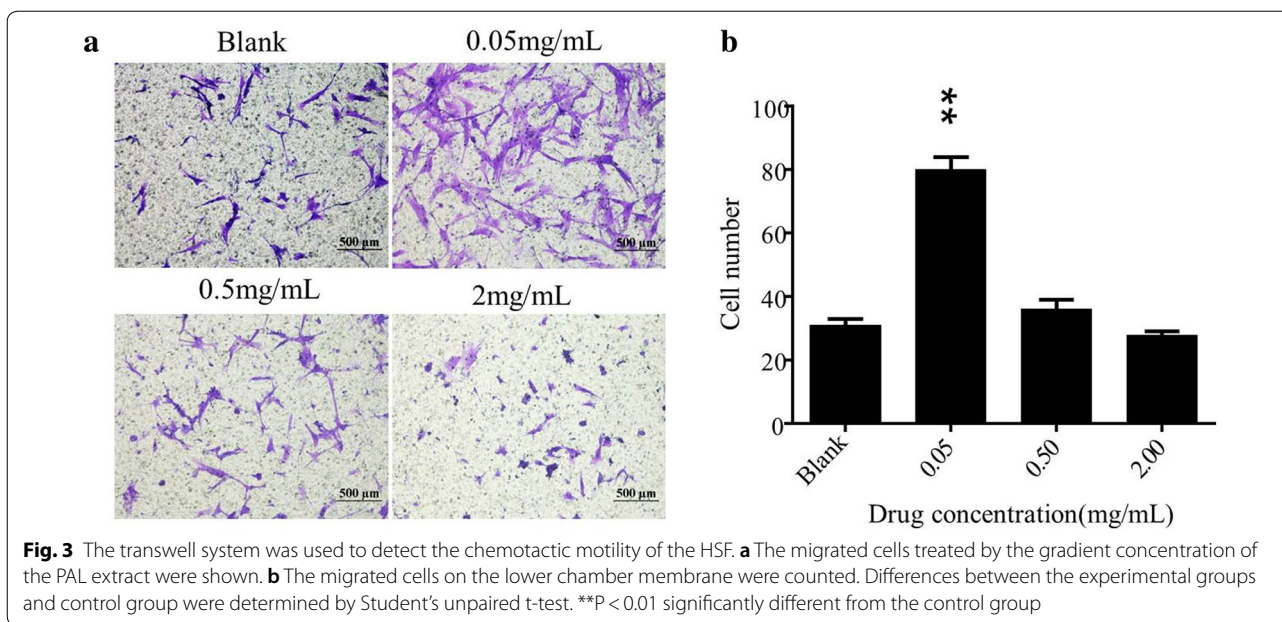 a
Blank
0.05mg/mL
500 µm
500 µm
0.5mg/mL
2mg/mL
500 µm
500 µm
b
**
100
80
60
40
20
0
Cell number
Blank
0.05
0.50
2.00
Drug concentration(mg/mL)
Fig. 3 The transwell system was used to detect the chemotactic motility of the HSF. a The migrated cells treated by the gradient concentration of
the PAL extract were shown. b The migrated cells on the lower chamber membrane were counted. Differences between the experimental groups
and control group were determined by Student's unpaired t-test. **P < 0.01 significantly different from the control group